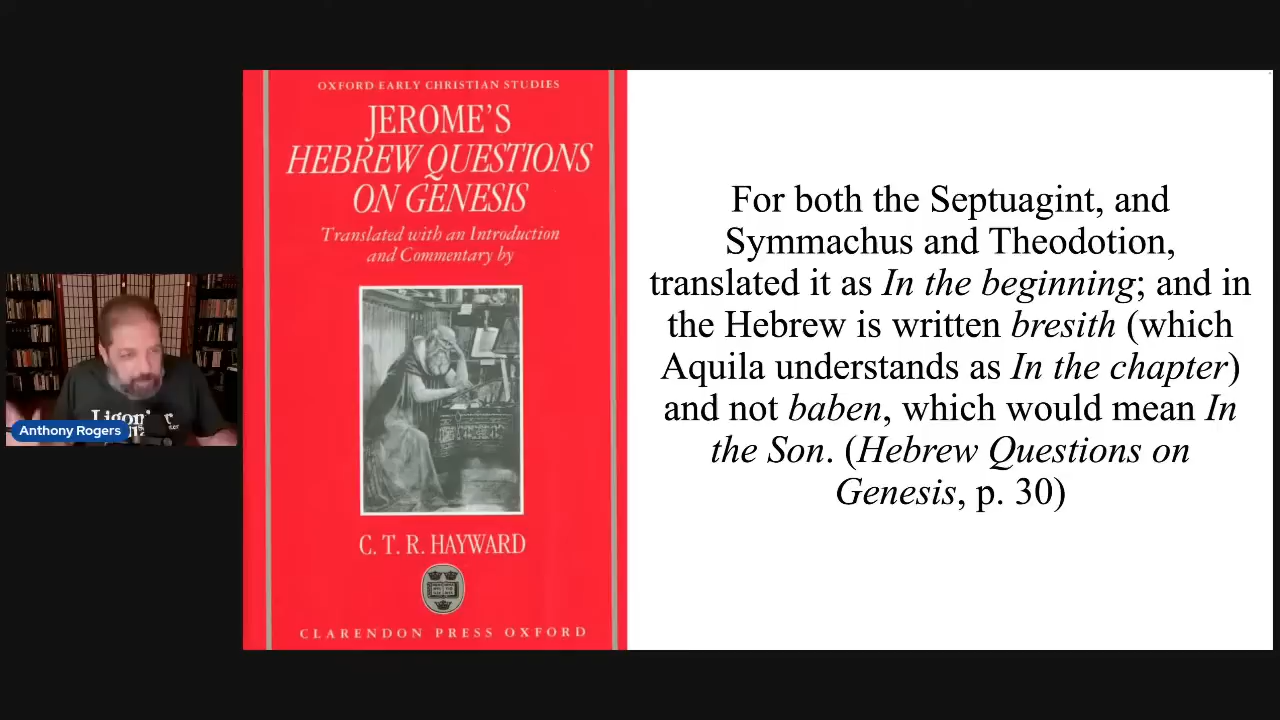 OXFORD EARLY CHRISTIAN STUDIES
JEROME'S
HEBREW QUESTIONS
ON GENESIS
Translated with an Introduction
and Commentary by
C. T. R. HAYWARD
CLARENDON PRESS OXFORD
For both the Septuagint, and
Symmachus and Theodotion,
translated it as In the beginning; and in
the Hebrew is written bresith (which
Aquila understands as In the chapter)
and not baben, which would mean In
the Son. (Hebrew Questions on
Genesis, p. 30)
Anthony Rogers